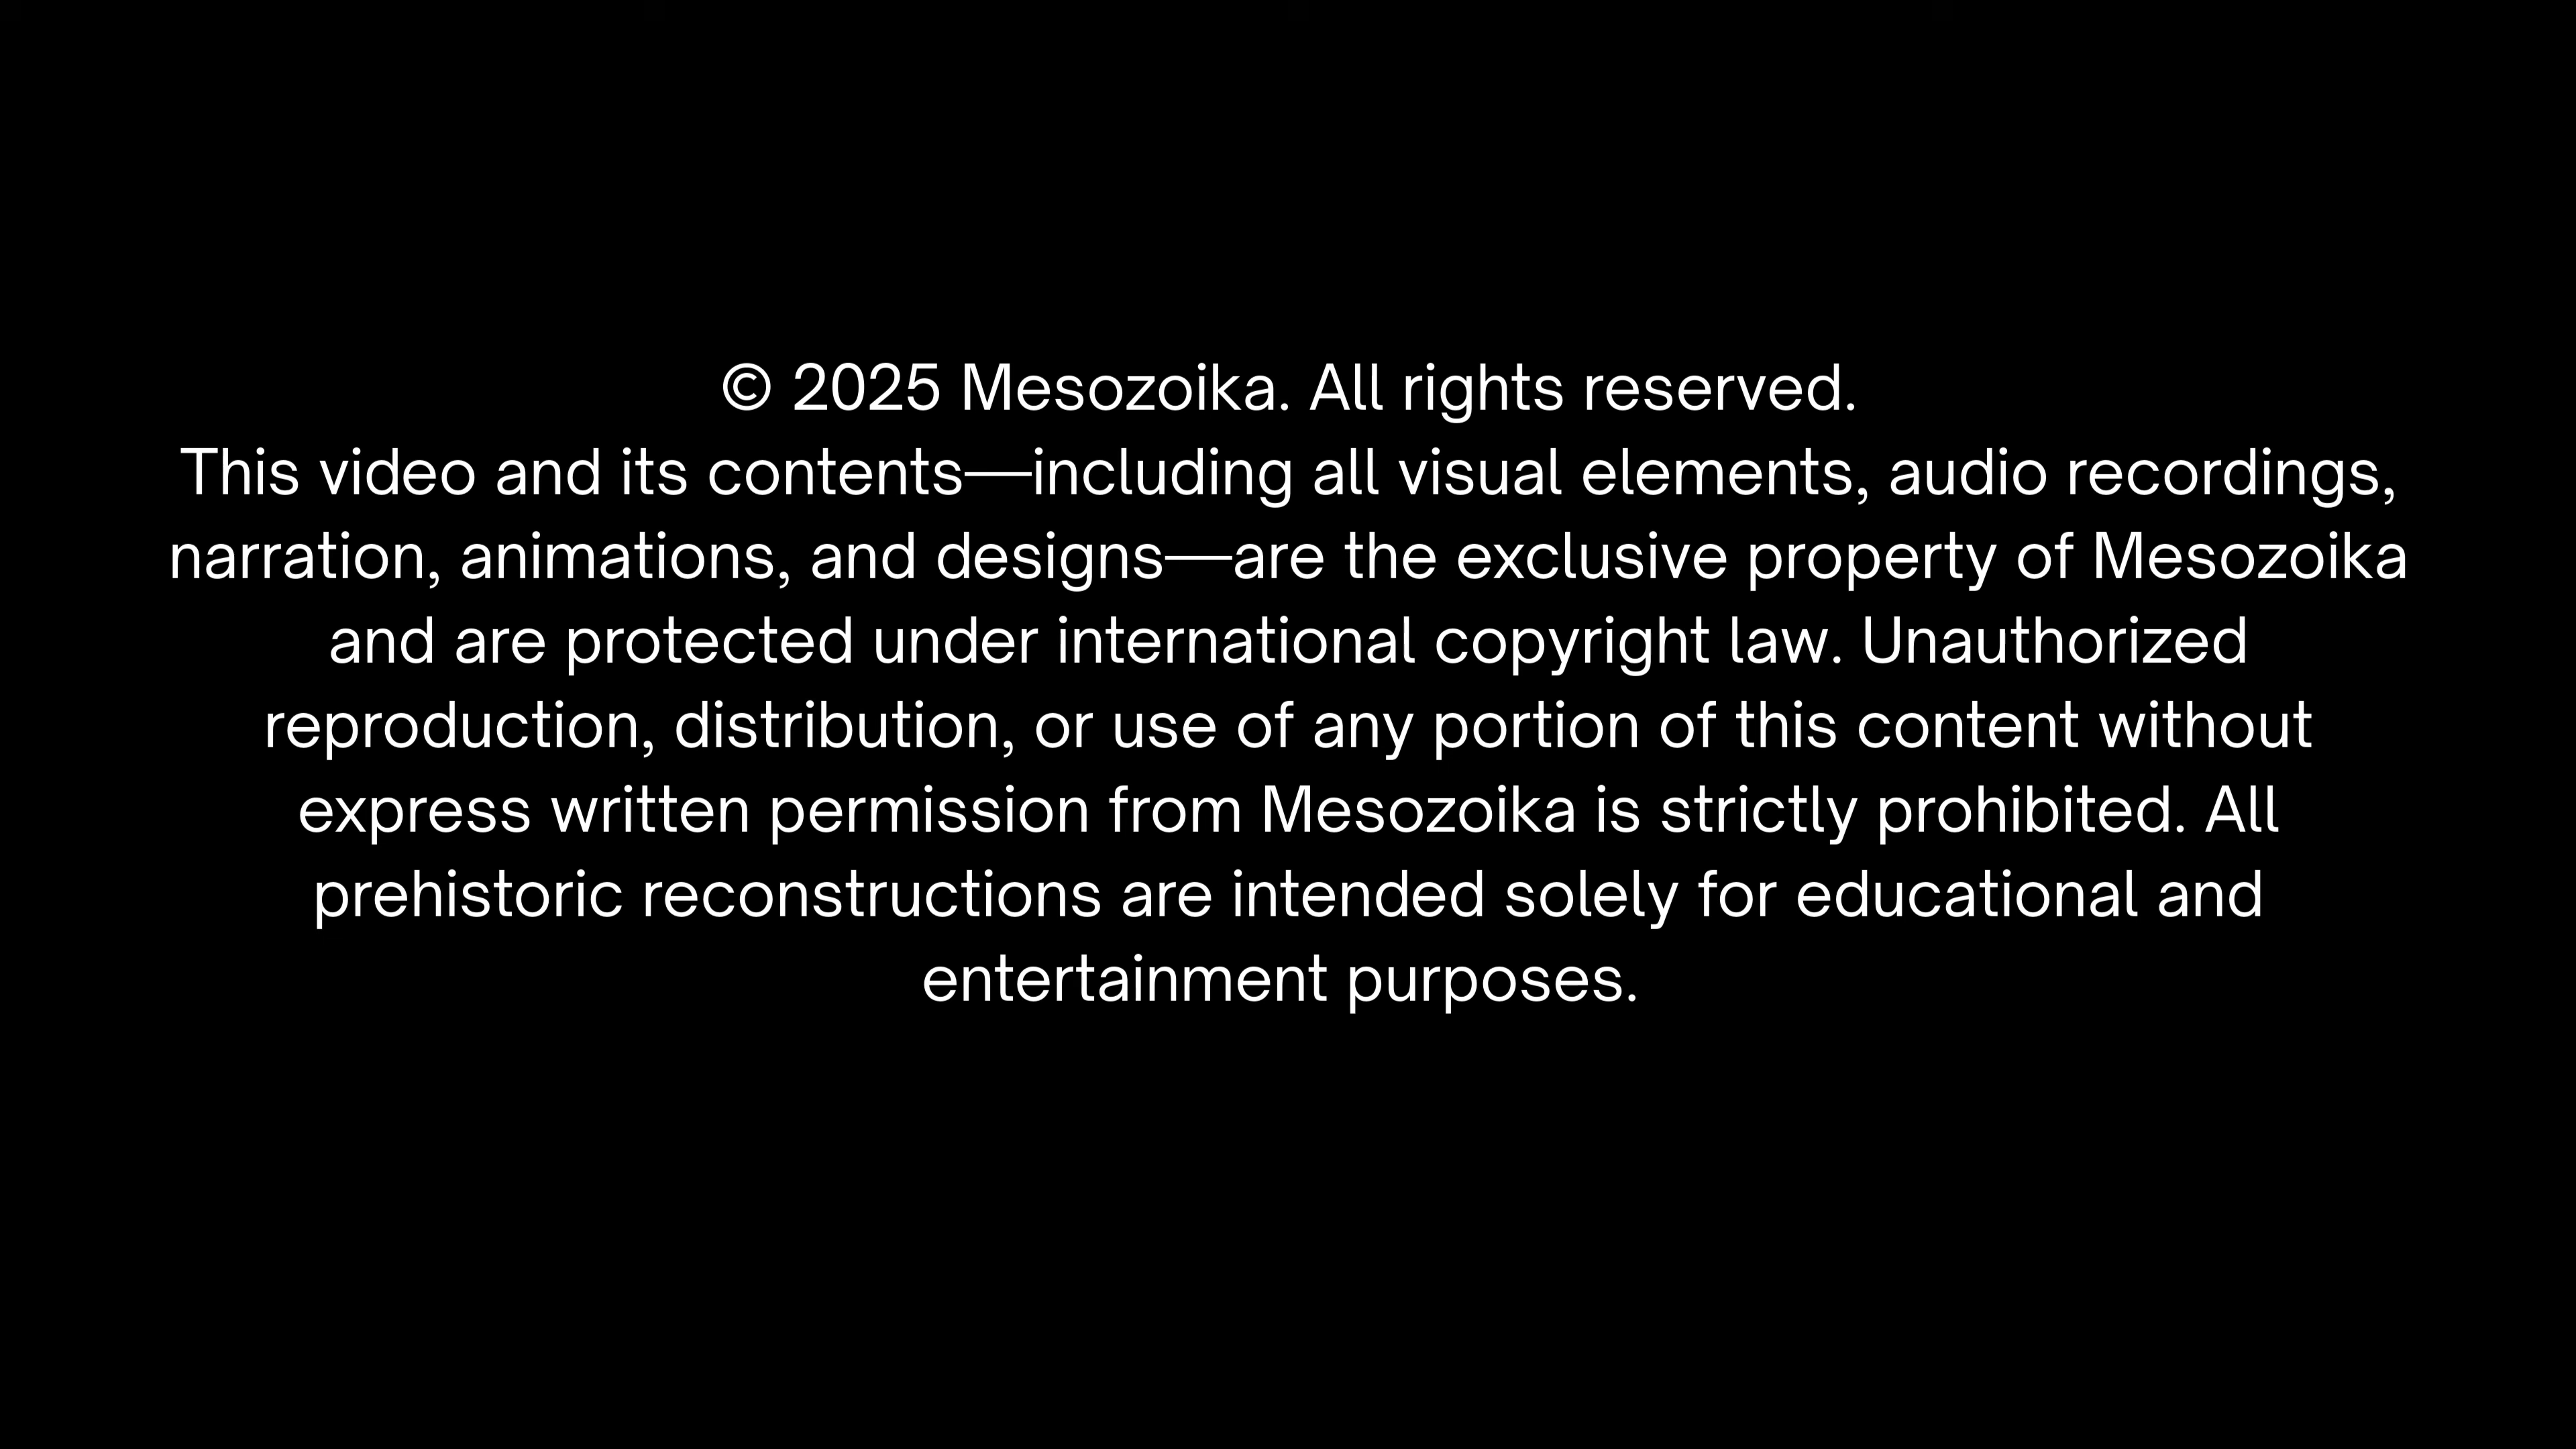 © 2025 Mesozoika. All rights reserved.
This video and its contents—including all visual elements, audio recordings,
narration, animations, and designs—are the exclusive property of Mesozoika
and are protected under international copyright law. Unauthorized
reproduction, distribution, or use of any portion of this content without
express written permission from Mesozoika is strictly prohibited. All
prehistoric reconstructions are intended solely for educational and
entertainment purposes.